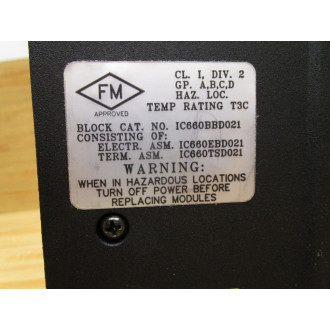 FM
APPROVED
CL. I, DIV. 2
GP. A,B,C,D
HAZ. LOC.
TEMP RATING T3C
BLOCK CAT. NO. IC660BBD021
CONSISTING OF:
ELECTR. ASM. IC660EBD021
TERM. ASM. IC660TSD021
WARNING:
WHEN IN HAZARDOUS LOCATIONS
TURN OFF POWER BEFORE
REPLACING MODULES